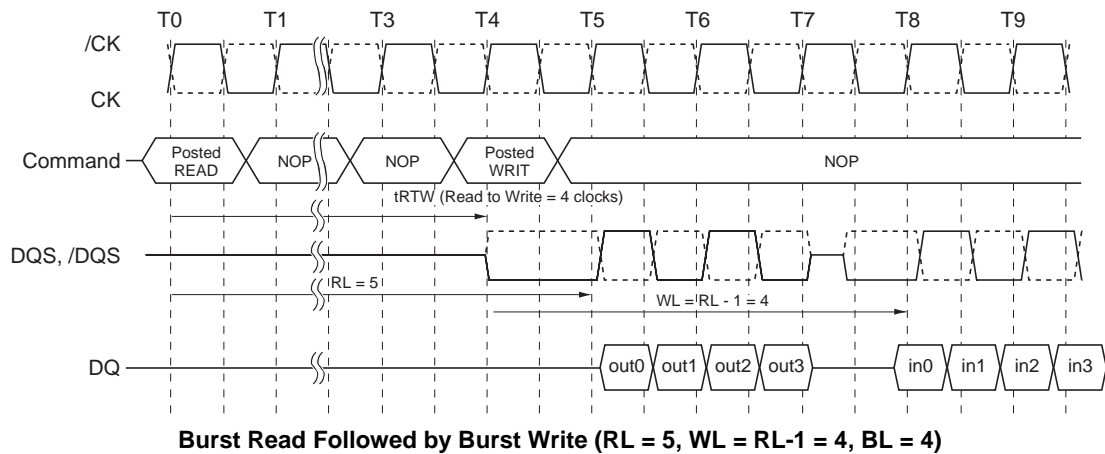 T0 T1 T3 T4 T5 T6 T7 T8 T9
/CK
CK
Command Posted READ NOP NOP Posted WRIT NOP
tRTW (Read to Write = 4 clocks)
DQS, /DQS
RL = 5
WL = RL - 1 = 4
DQ out0 out1 out2 out3 in0 in1 in2 in3
Burst Read Followed by Burst Write (RL = 5, WL = RL-1 = 4, BL = 4)